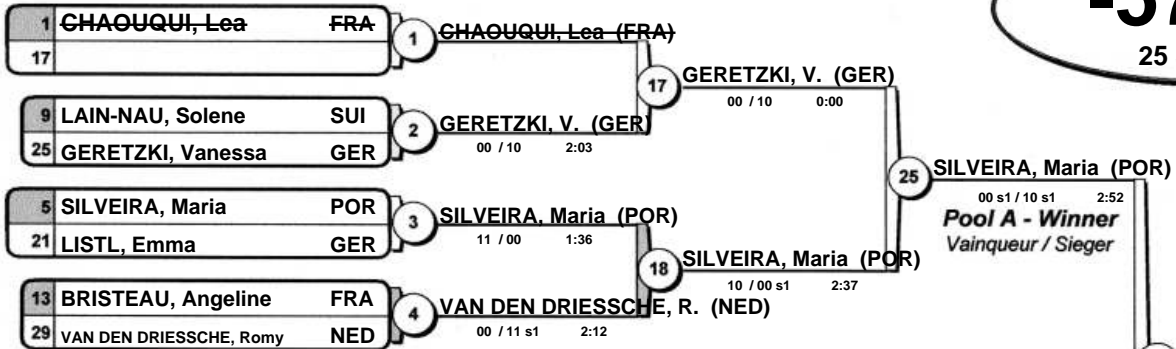 1 CHAOUQUI, Lea FRA
17
1
CHAOUQUI, Lea (FRA)
9 LAIN-NAU, Solene SUI
25 GERETZKI, Vanessa GER
2
GERETZKI, V. (GER)
00 / 10 2:03
17
GERETZKI, V. (GER)
00 / 10 0:00
5 SILVEIRA, Maria POR
21 LISTL, Emma GER
3
SILVEIRA, Maria (POR)
11 / 00 1:36
13 BRISTEAU, Angeline FRA
29 VAN DEN DRIESSCHE, Romy NED
4
VAN DEN DRIESSCHE, R. (NED)
00 / 11 s1 2:12
18
SILVEIRA, Maria (POR)
10 / 00 s1 2:37
25
SILVEIRA, Maria (POR)
00 s1 / 10 s1 2:52
Pool A - Winner
Vainqueur / Sieger
25